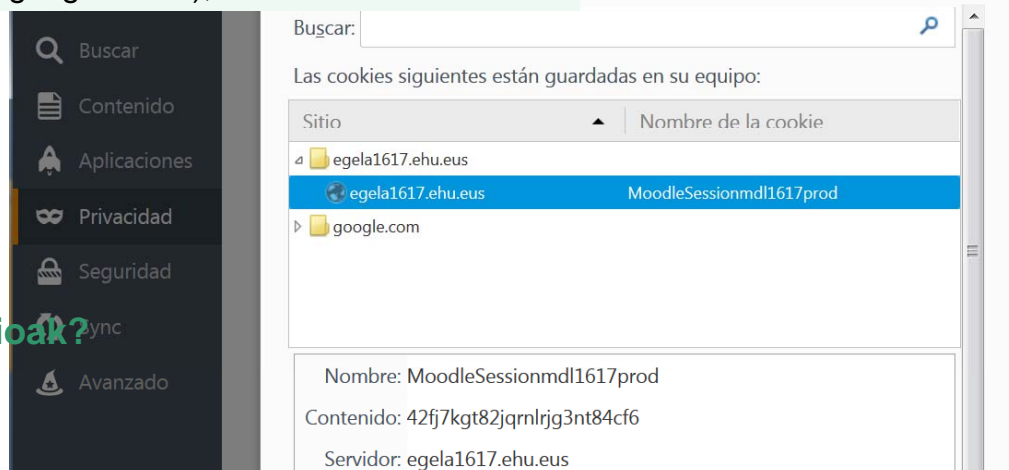 Buscar:
Buscar
Las cookies siguientes están guardadas en su equipo:
Contenido
Sitio Nombre de la cookie
Aplicaciones
egela1617.ehu.eus
egela1617.ehu.eus MoodleSessionmdl1617prod
Privacidad
google.com
Seguridad
ioak?
Sync
Avanzado
Nombre: MoodleSessionmdl1617prod
Contenido: 42fj7kgt82jqrnlrjg3nt84cf6
Servidor: egela1617.ehu.eus